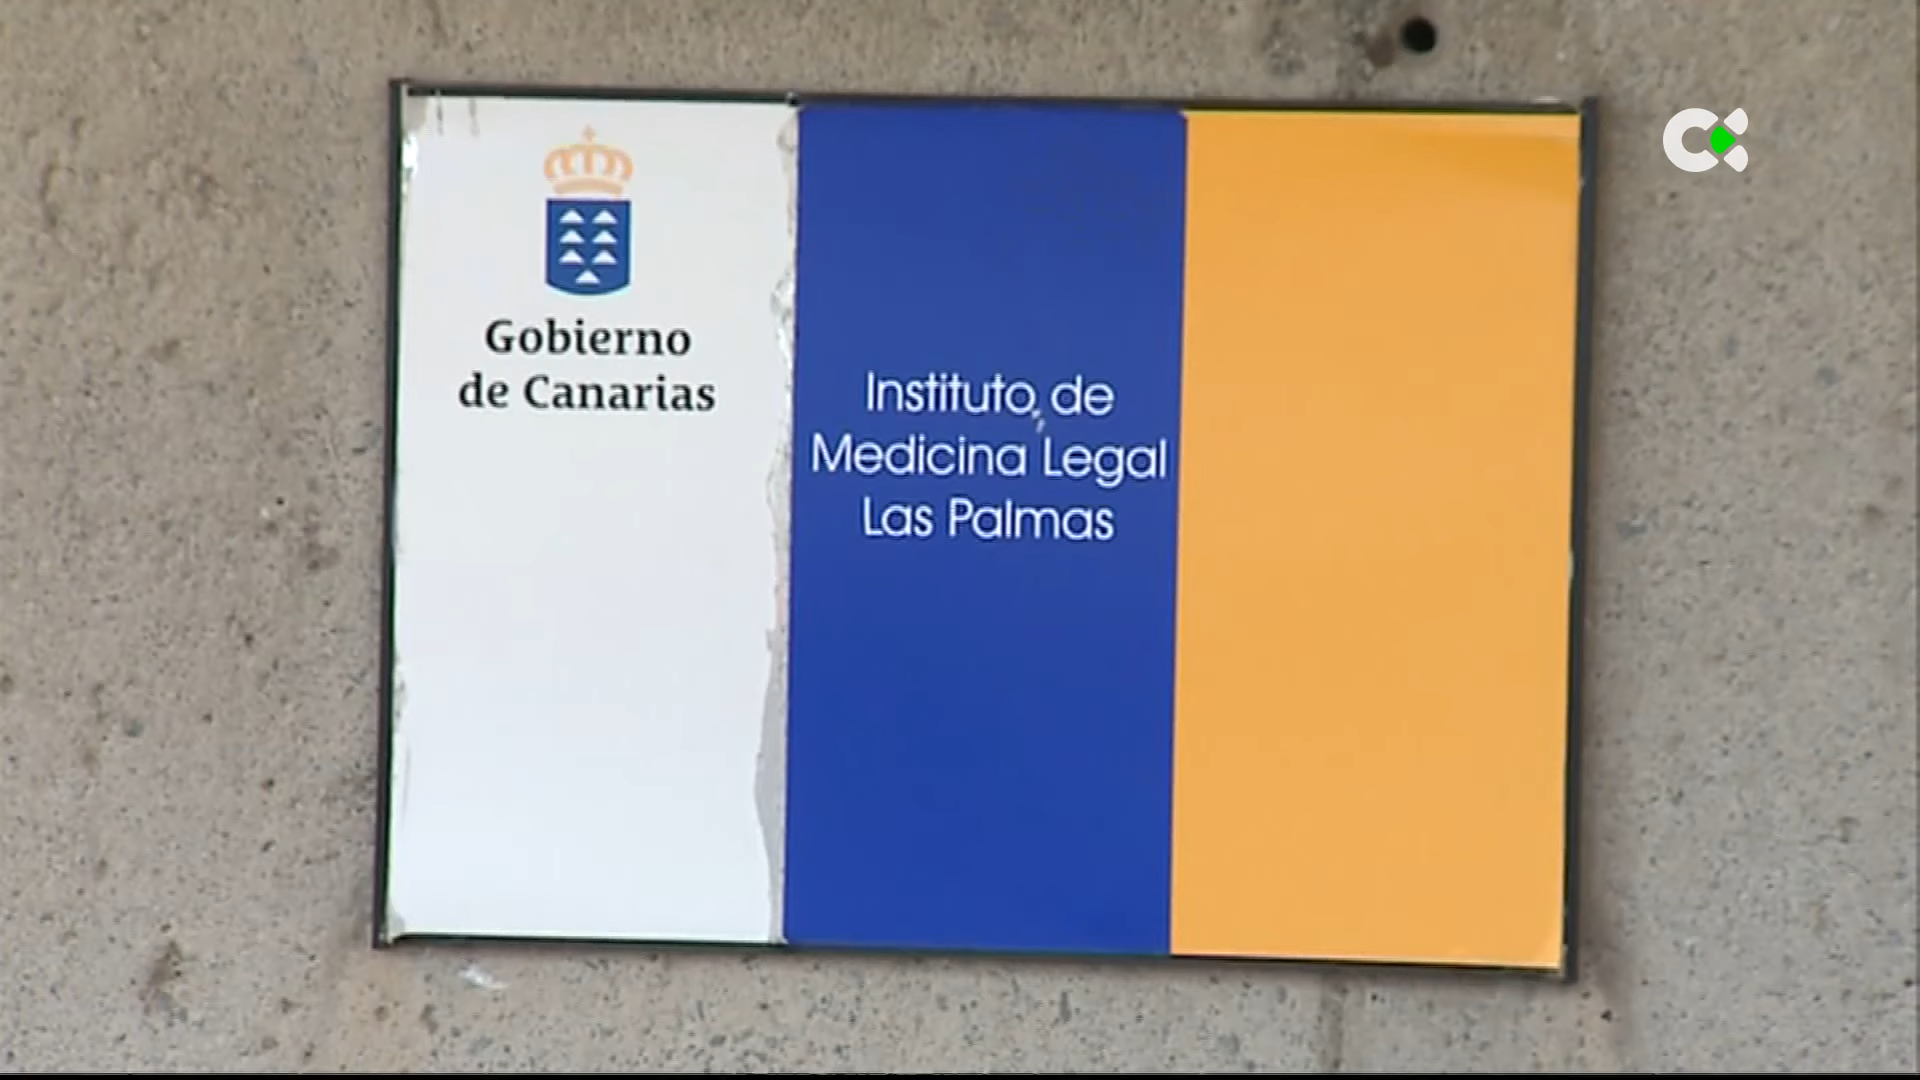 Gobierno
de Canarias
Instituto de
Medicina Legal
Las Palmas